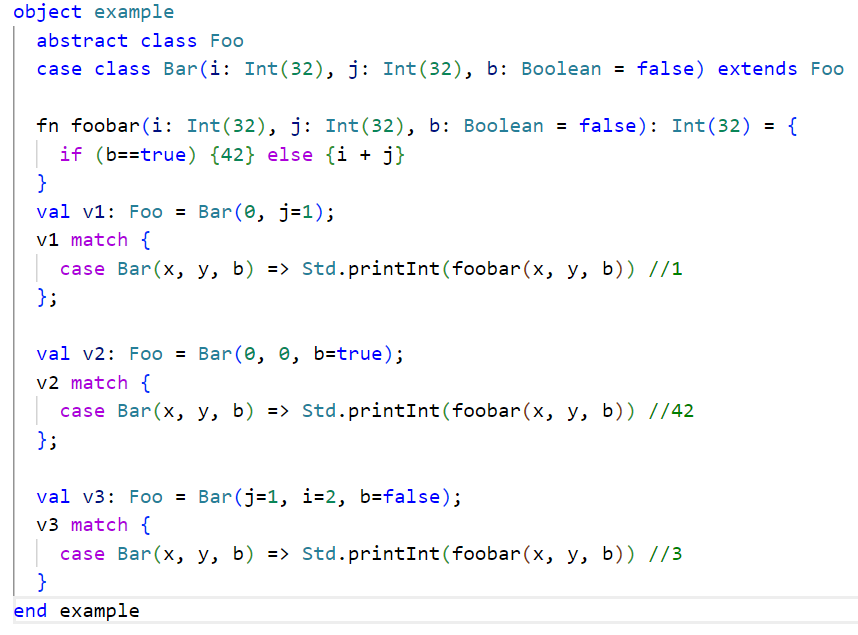 object example
abstract class Foo
case class Bar(i: Int(32), j: Int(32), b: Boolean = false) extends Foo
fn foobar(i: Int(32), j: Int(32), b: Boolean = false): Int(32) = {
if (b==true) {42} else {i + j}
}
val v1: Foo = Bar(0, j=1);
v1 match {
case Bar(x, y, b) => Std.printInt(foobar(x, y, b)) //1
};
val v2: Foo = Bar(0, 0, b=true);
v2 match {
case Bar(x, y, b) => Std.printInt(foobar(x, y, b)) //42
};
val v3: Foo = Bar(j=1, i=2, b=false);
v3 match {
case Bar(x, y, b) => Std.printInt(foobar(x, y, b)) //3
}
end example